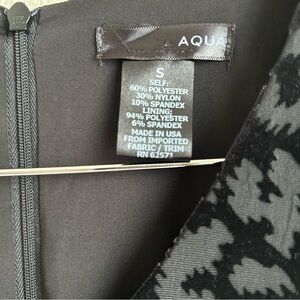 AQUA
S
SELF:
60% POLYESTER
30% NYLON
10% SPANDEX
LINING:
94% POLYESTER
6% SPANDEX
MADE IN USA
FROM IMPORTED
FABRIC / TRIM
RN 62571